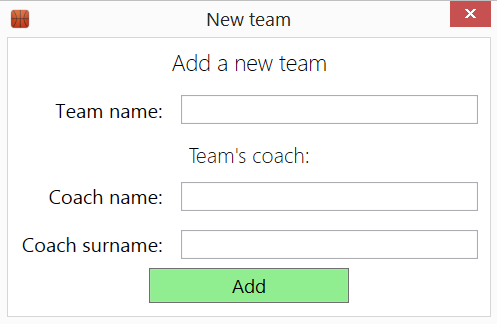 New team
Add a new team
Team name:
Team's coach:
Coach name:
Coach surname:
Add